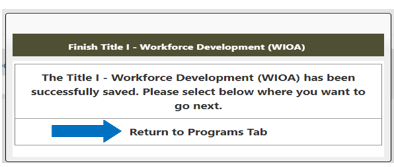 Finish Title I - Workforce Development (WIOA)
The Title I - Workforce Development (WIOA) has been
successfully saved. Please select below where you want to
go next.
Return to Programs Tab